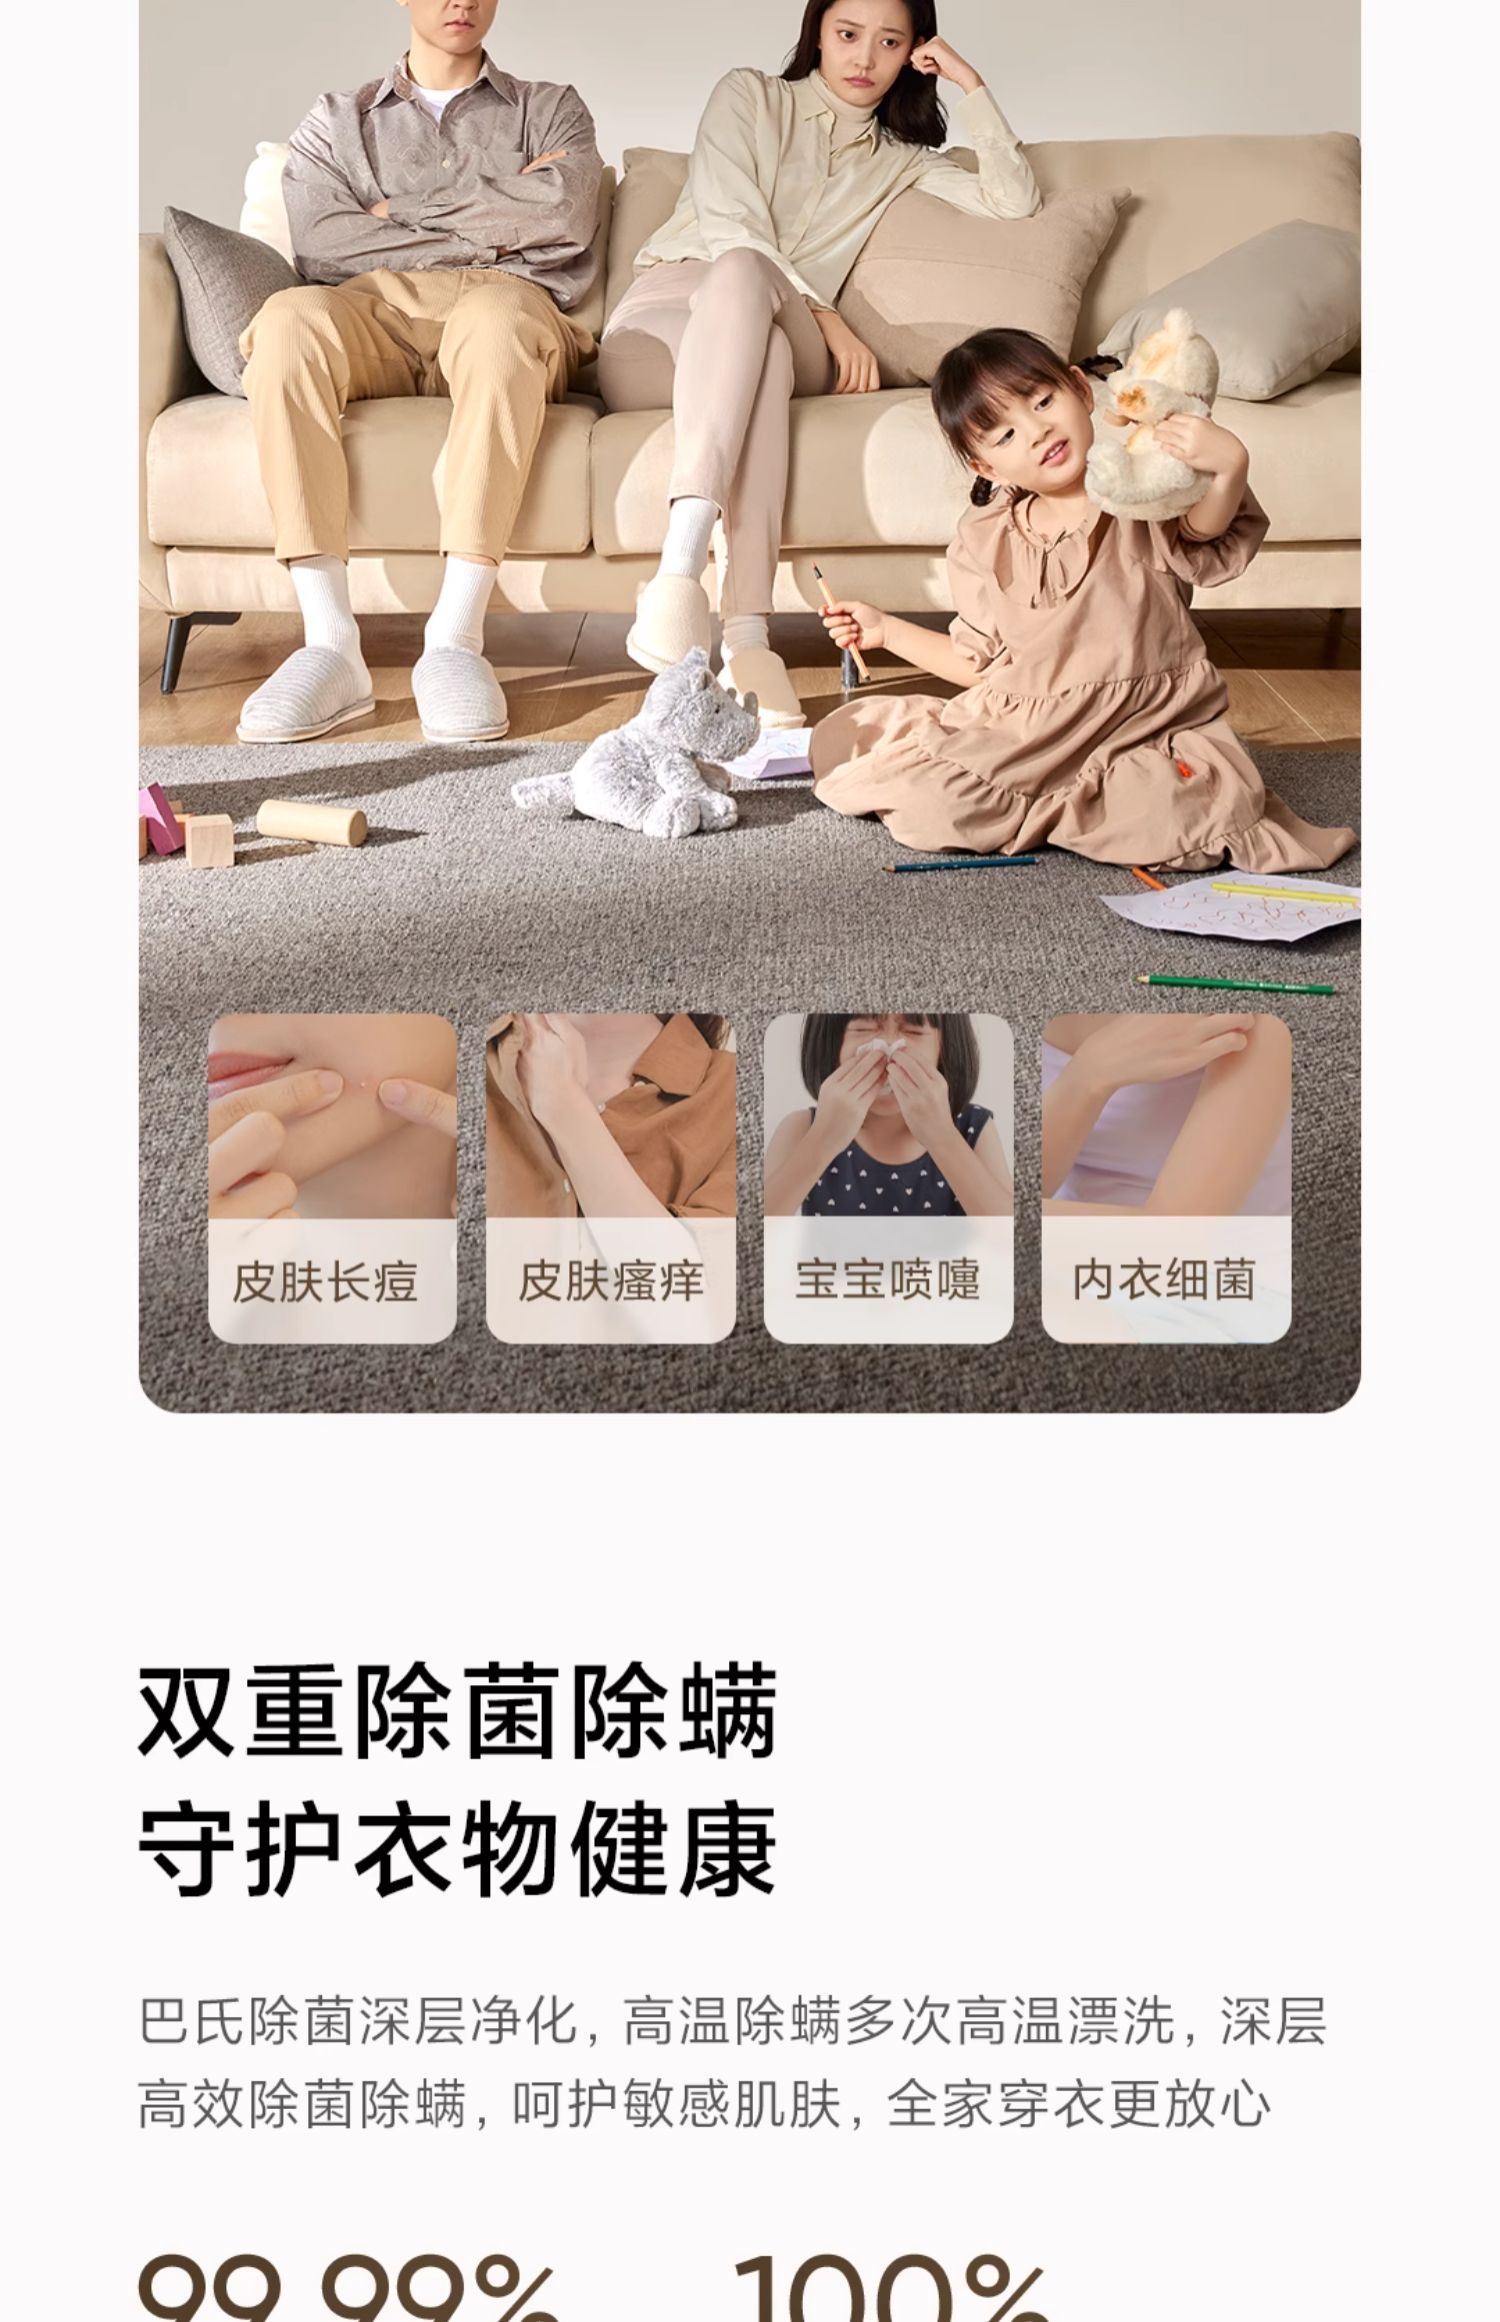 皮肤长痘
皮肤瘙痒
宝宝喷嚏
内衣细菌
双重除菌除螨
守护衣物健康
巴氏除菌深层净化，高温除螨多次高温漂洗，深层
高效除菌除螨，呵护敏感肌肤，全家穿衣更放心
99.99% 100%